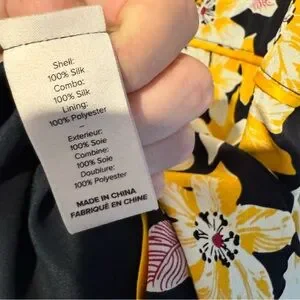 Shell:
100% Silk
Combo:
100% Silk
Lining:
100% Polyester
–
Exterieur:
100% Soie
Combine:
100% Soie
Doublure:
100% Polyester
MADE IN CHINA
FABRIQUÉ EN CHINE